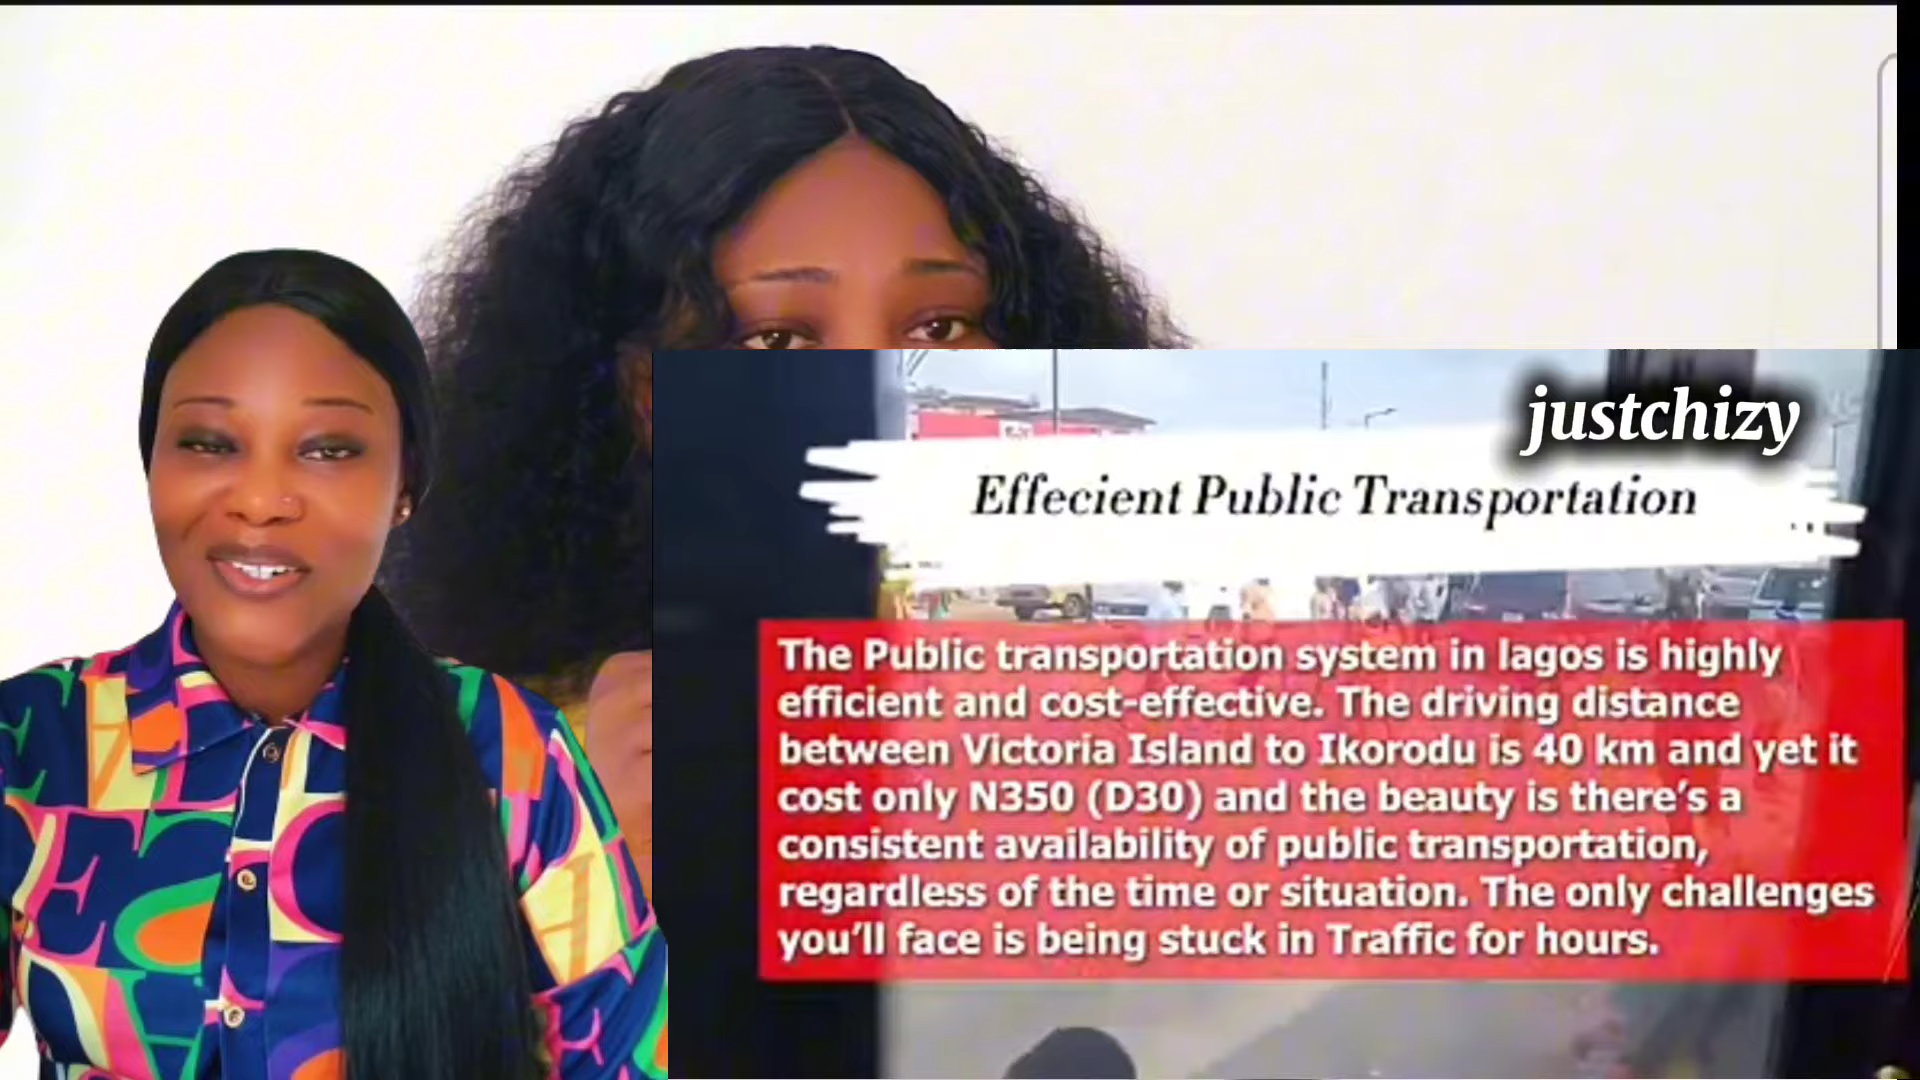 justchizy
Effecient Public Transportation
The Public transportation system in lagos is highly
efficient and cost-effective. The driving distance
between Victoria Island to Ikorodu is 40 km and yet it
cost only N350 (D30) and the beauty is there's a
consistent availability of public transportation,
regardless of the time or situation. The only challenges
you'll face is being stuck in Traffic for hours.